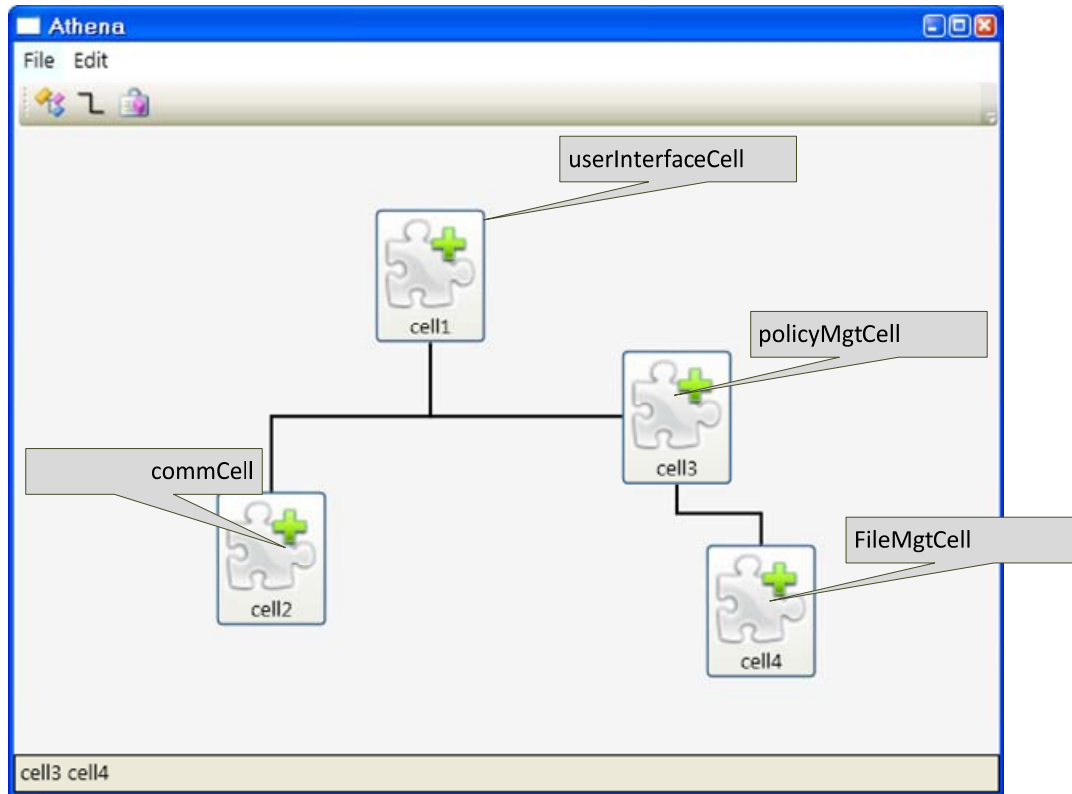 Athena
File Edit
userInterfaceCell
cell1
policyMgtCell
cell3
commCell
cell2
FileMgtCell
cell4
cell3 cell4